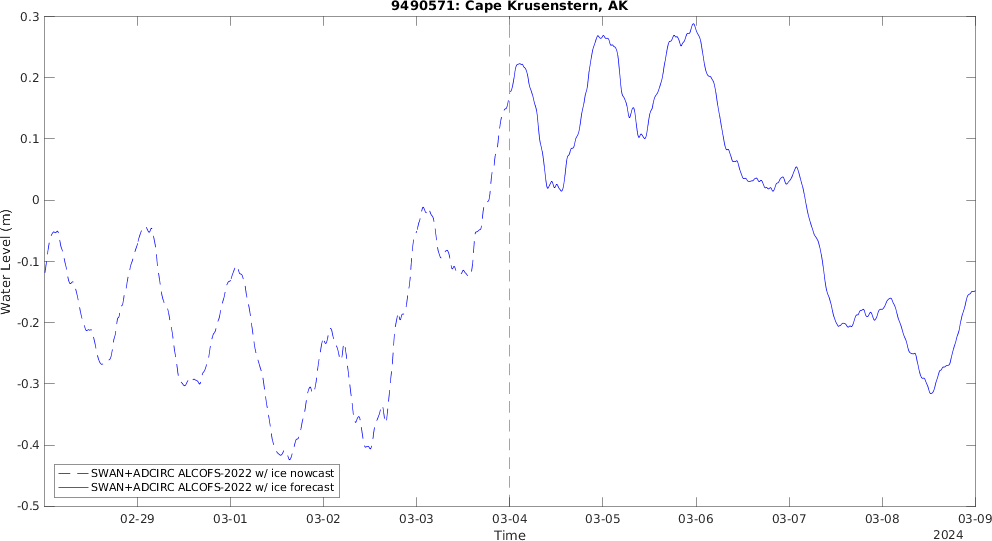 9490571: Cape Krusenstern, AK
0.3
0.2
0.1
0
-0.1
-0.2
-0.3
-0.4
-0.5
Water Level (m)
SWAN+ADCIRC ALCOFS-2022 w/ ice nowcast
SWAN+ADCIRC ALCOFS-2022 w/ ice forecast
02-29 03-01 03-02 03-03 03-04 03-05 03-06 03-07 03-08 03-09
Time
2024